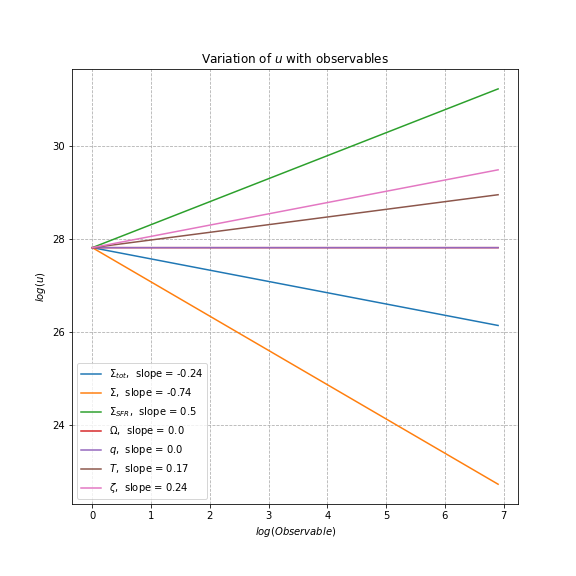 Variation of u with observables
log(u)
30
28
26
24
Σ_tot, slope = -0.24
Σ, slope = -0.74
Σ_SFR, slope = 0.5
Ω, slope = 0.0
q, slope = 0.0
T, slope = 0.17
ζ, slope = 0.24
0 1 2 3 4 5 6 7
log(Observable)